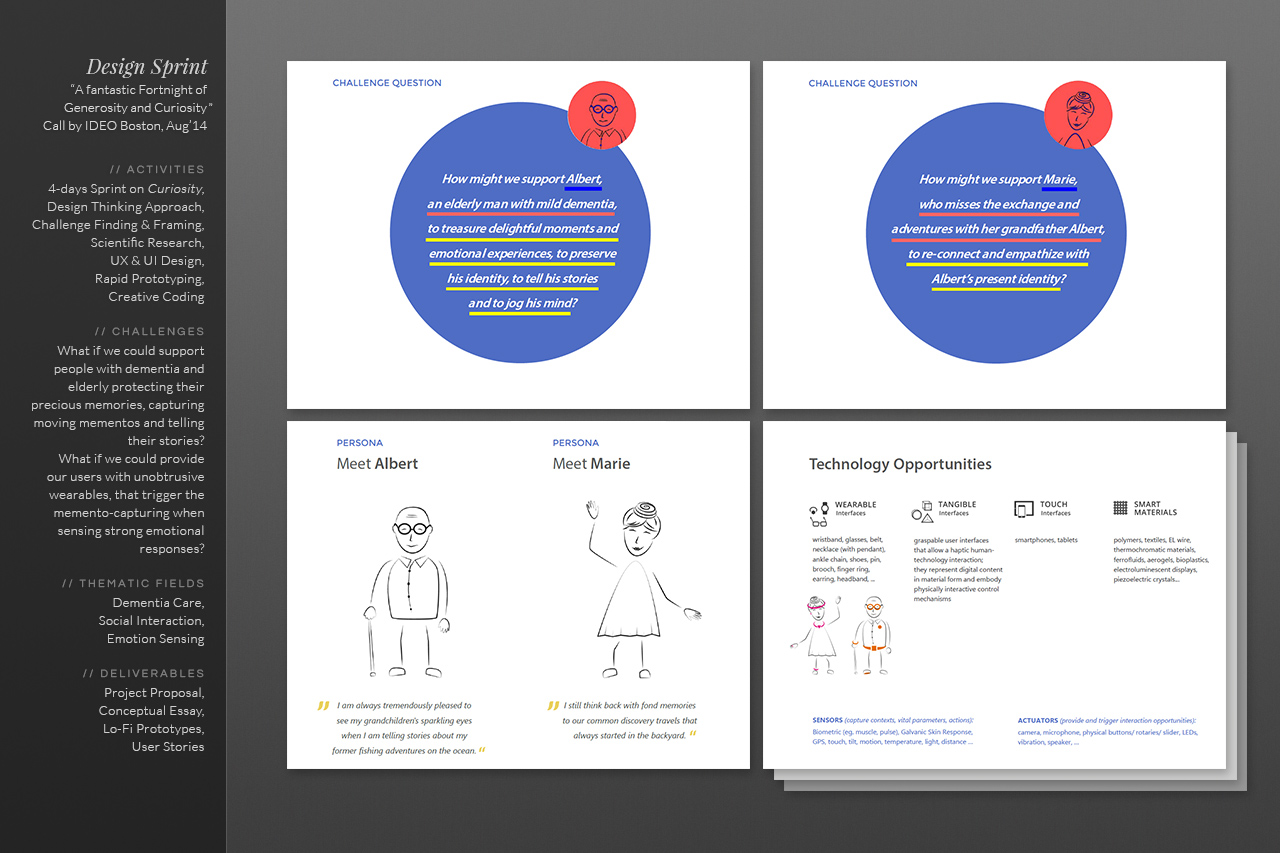 Design Sprint
“A fantastic Fortnight of
Generosity and Curiosity”
Call by IDEO Boston, Aug’14
// ACTIVITIES
4-days Sprint on Curiosity,
Design Thinking Approach,
Challenge Finding & Framing,
Scientific Research,
UX & UI Design,
Rapid Prototyping,
Creative Coding
// CHALLENGES
What if we could support
people with dementia and
elderly protecting their
precious memories, capturing
moving mementos and telling
their stories?
What if we could provide
our users with unobtrusive
wearables, that trigger the
memento-capturing when
sensing strong emotional
responses?
// THEMATIC FIELDS
Dementia Care,
Social Interaction,
Emotion Sensing
// DELIVERABLES
Project Proposal,
Conceptual Essay,
Lo-Fi Prototypes,
User Stories
CHALLENGE QUESTION
How might we support Albert,
an elderly man with mild dementia,
to treasure delightful moments and
emotional experiences, to preserve
his identity, to tell his stories
and to jog his mind?
CHALLENGE QUESTION
How might we support Marie,
who misses the exchange and
adventures with her grandfather Albert,
to re-connect and empathize with
Albert’s present identity?
PERSONA
Meet Albert
" I am always tremendously pleased to
see my grandchildren's sparkling eyes
when I am telling stories about my
former fishing adventures on the ocean. "
PERSONA
Meet Marie
" I still think back with fond memories
to our common discovery travels that
always started in the backyard. "
Technology Opportunities
WEARABLE
Interfaces
wristband, glasses, belt,
necklace (with pendant),
ankle chain, shoes, pin,
brooch, finger ring,
earring, headband, ...
TANGIBLE
Interfaces
graspable user interfaces
that allow a haptic human-
technology interaction;
they represent digital content
in material form and embody
physically interactive control
mechanisms
TOUCH
Interfaces
smartphones, tablets
SMART
MATERIALS
polymers, textiles, EL wire,
thermochromatic materials,
ferrofluids, aerogels, bioplastics,
electroluminescent displays,
piezoelectric crystals...
SENSORS (capture contexts, vital parameters, actions):
Biometric (eg. muscle, pulse), Galvanic Skin Response,
GPS, touch, tilt, motion, temperature, light, distance ...
ACTUATORS (provide and trigger interaction opportunities):
camera, microphone, physical buttons/ rotaries/ slider, LEDs,
vibration, speaker, ...